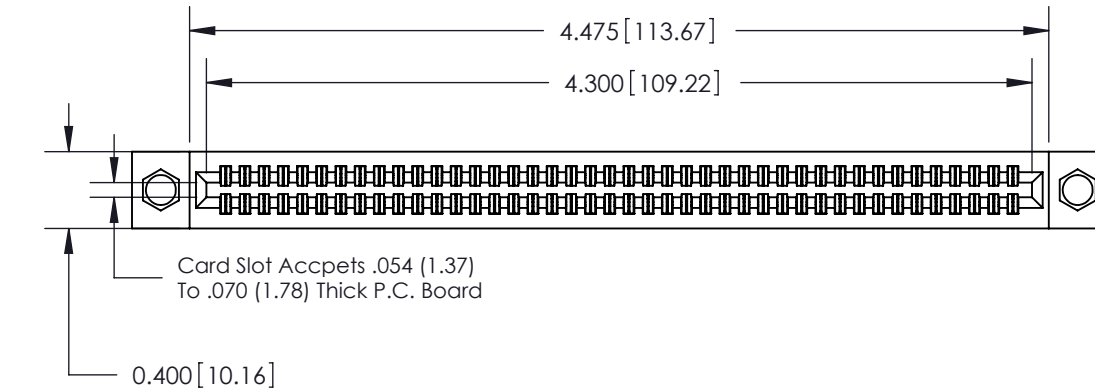 4.475[113.67]
4.300[109.22]
Card Slot Accpets .054 (1.37)
To .070 (1.78) Thick P.C. Board
0.400[10.16]